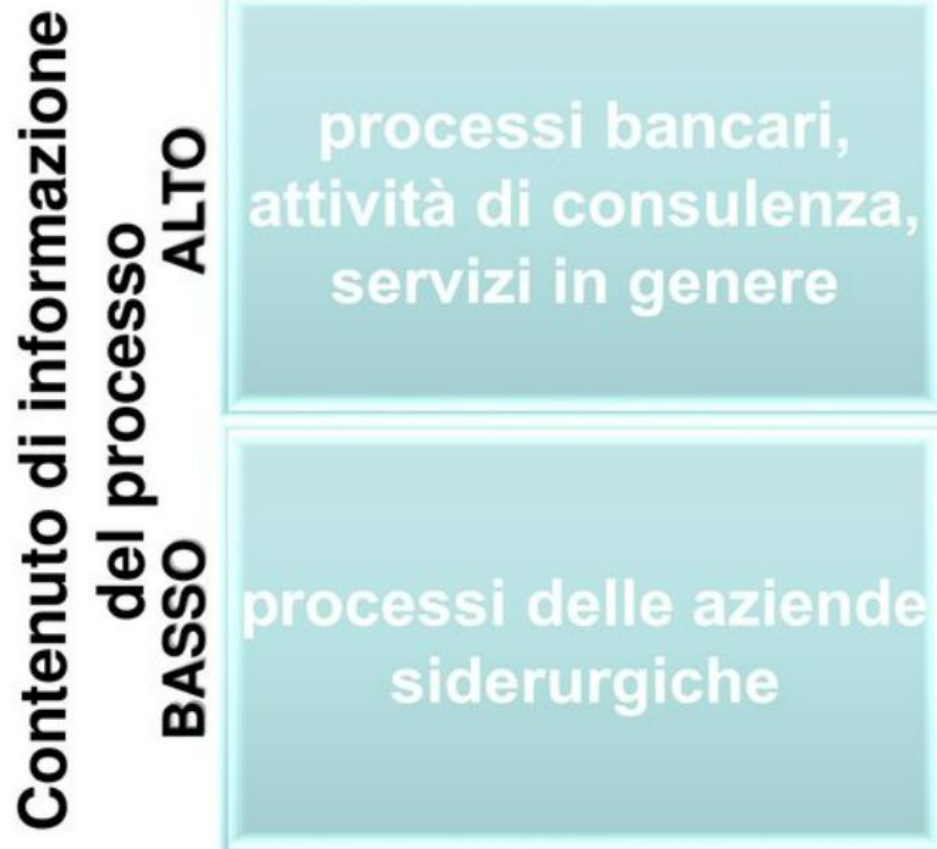 Contenuto di informazione
del processo
ALTO
processi bancari,
attività di consulenza,
servizi in genere
BASSO
processi delle aziende
siderurgiche